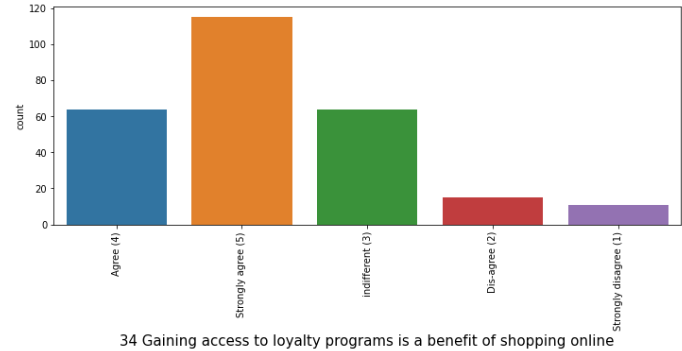 120
100
80
60
40
20
0
count
Agree (4)
Strongly agree (5)
indifferent (3)
Dis-agree (2)
Strongly disagree (1)
34 Gaining access to loyalty programs is a benefit of shopping online